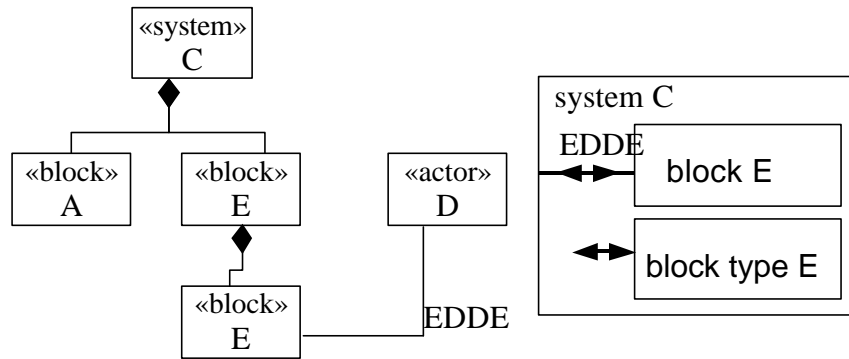 «system»
C
«block»
A
«block»
E
«actor»
D
«block»
E
EDDE
system C
EDDE
block E
block type E